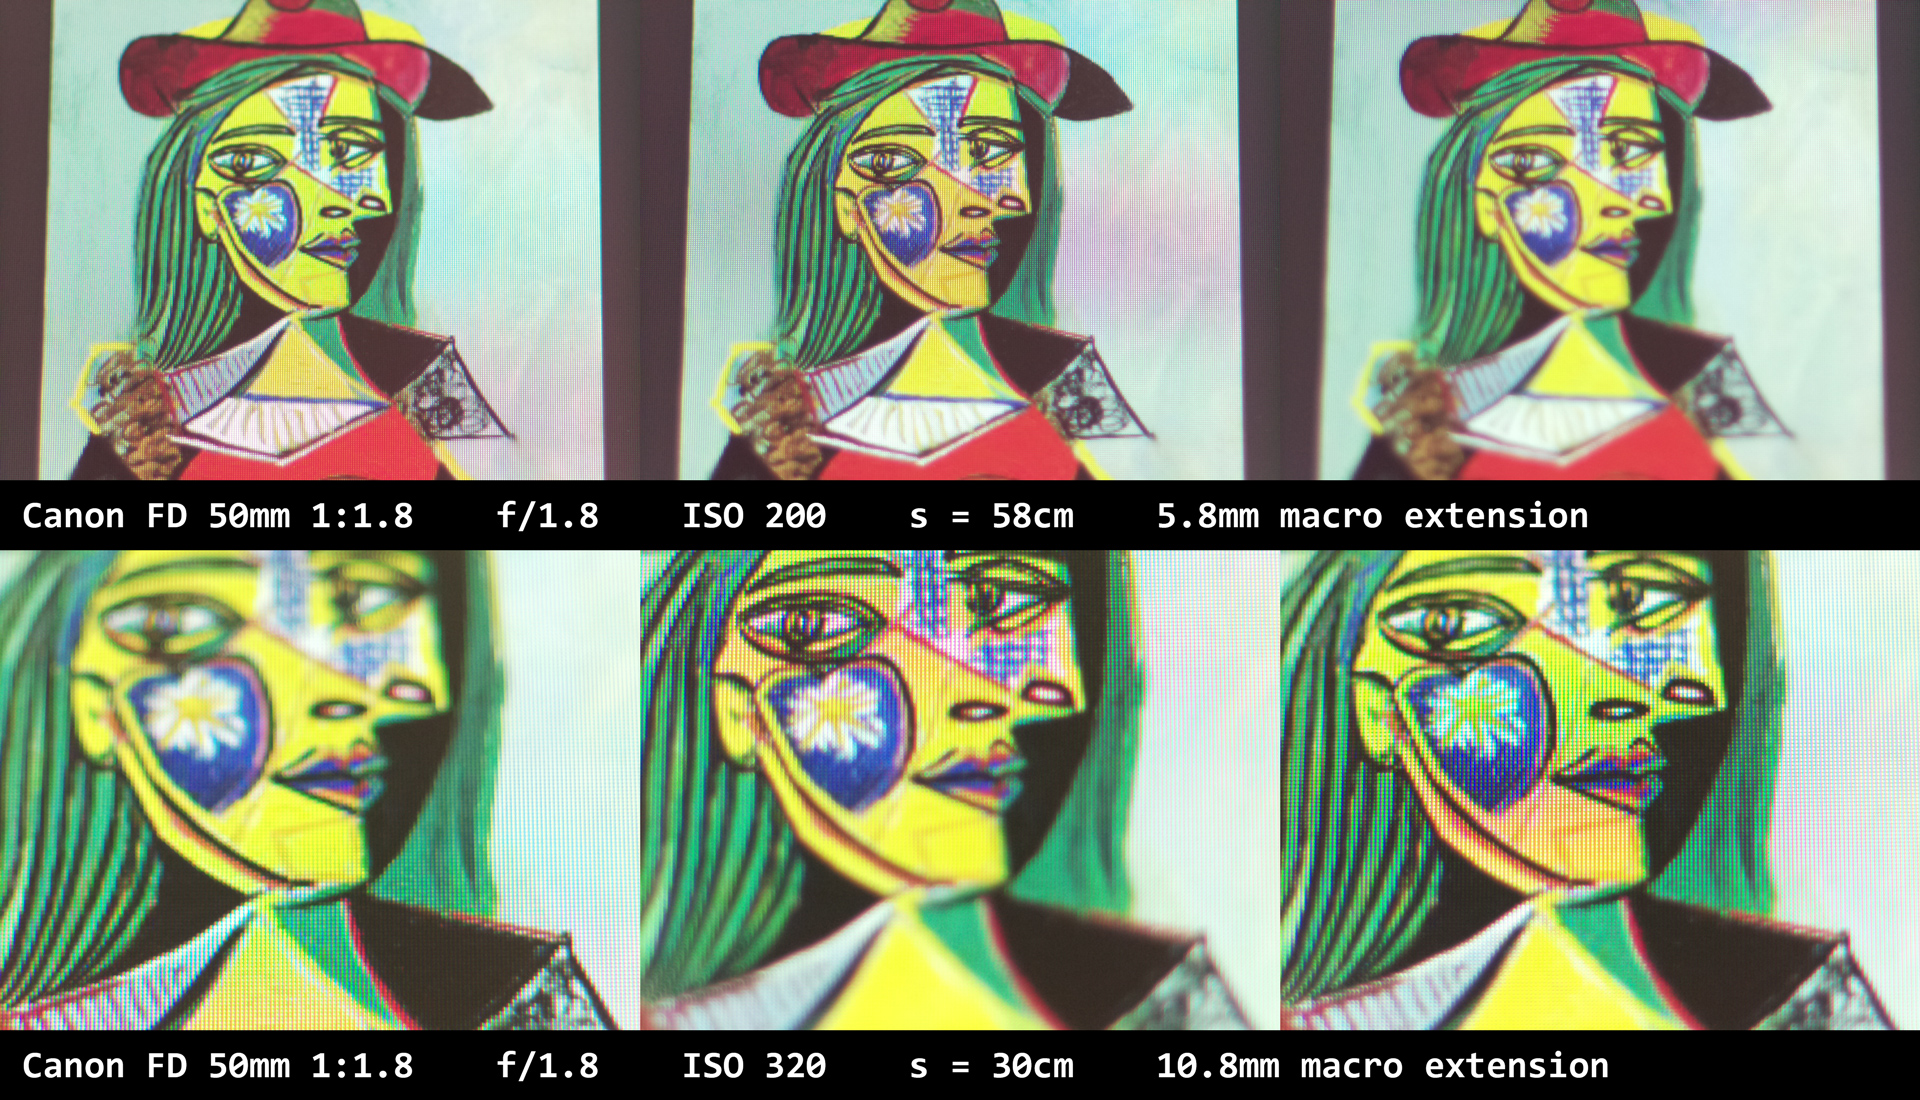 Canon FD 50mm 1:1.8 f/1.8 ISO 200 s = 58cm 5.8mm macro extension
Canon FD 50mm 1:1.8 f/1.8 ISO 320 s = 30cm 10.8mm macro extension